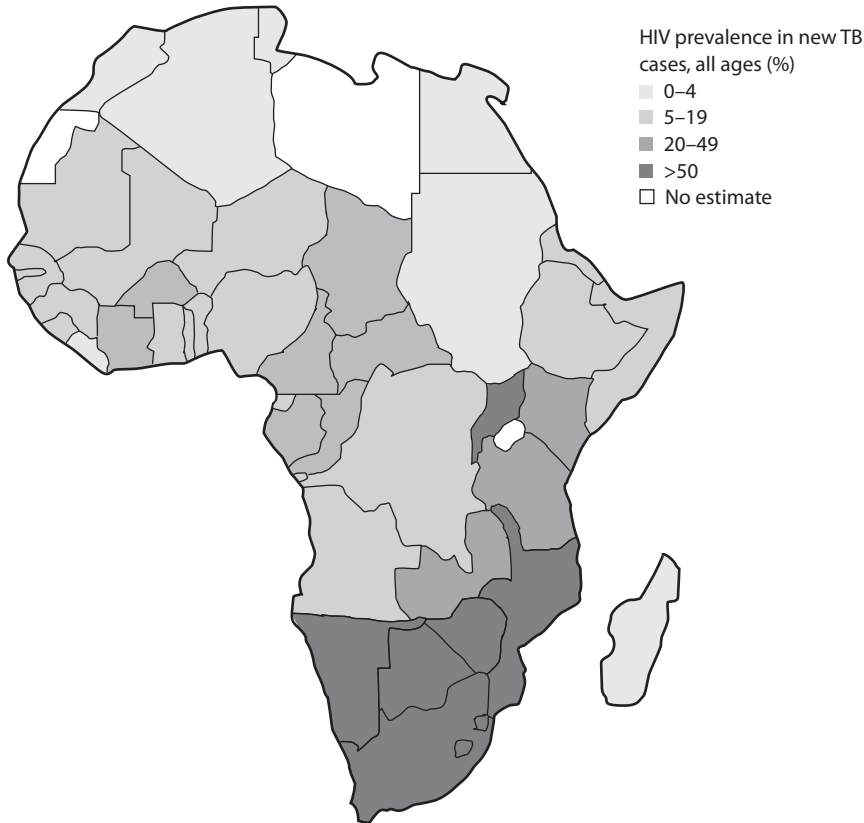 HIV prevalence in new TB
cases, all ages (%)
0–4
5–19
20–49
>50
No estimate